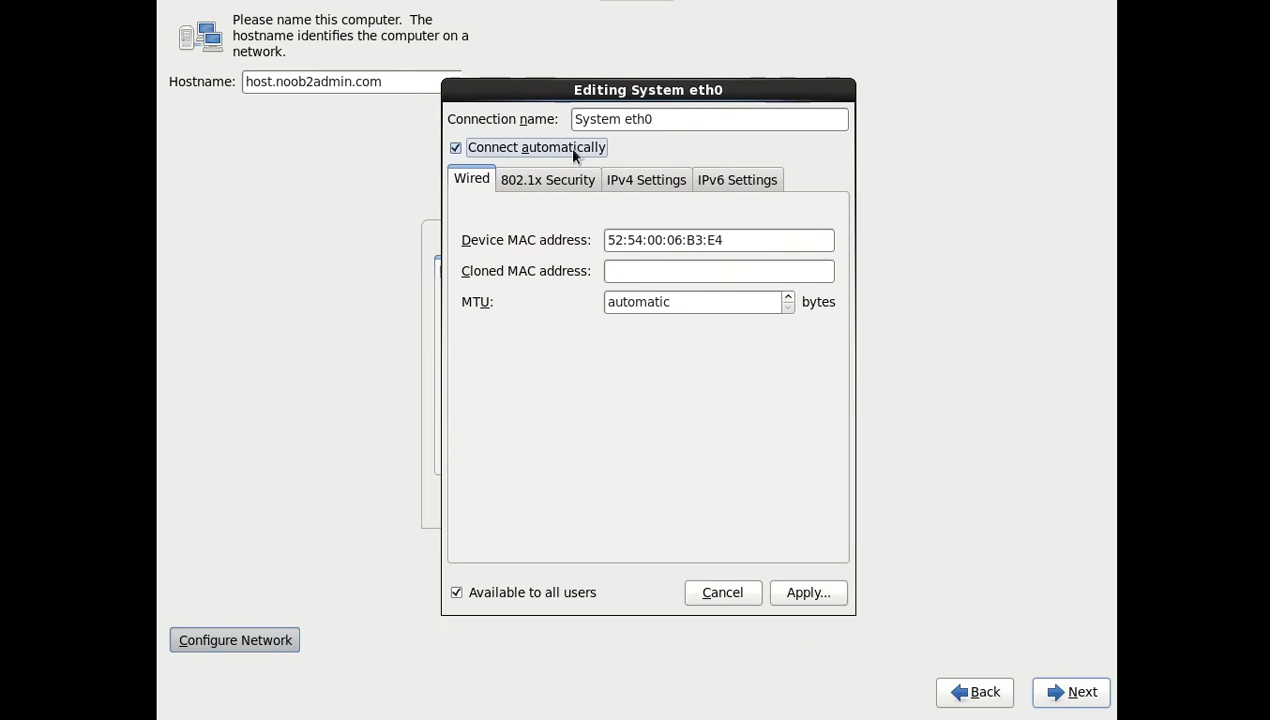 Please name this computer. The
hostname identifies the computer on a
network.
Hostname: host.noob2admin.com
Editing System eth0
Connection name: System eth0
Connect automatically
Wired 802.1x Security IPv4 Settings IPv6 Settings
Device MAC address: 52:54:00:06:B3:E4
Cloned MAC address:
MTU: automatic bytes
Available to all users Cancel Apply...
Configure Network
Back Next